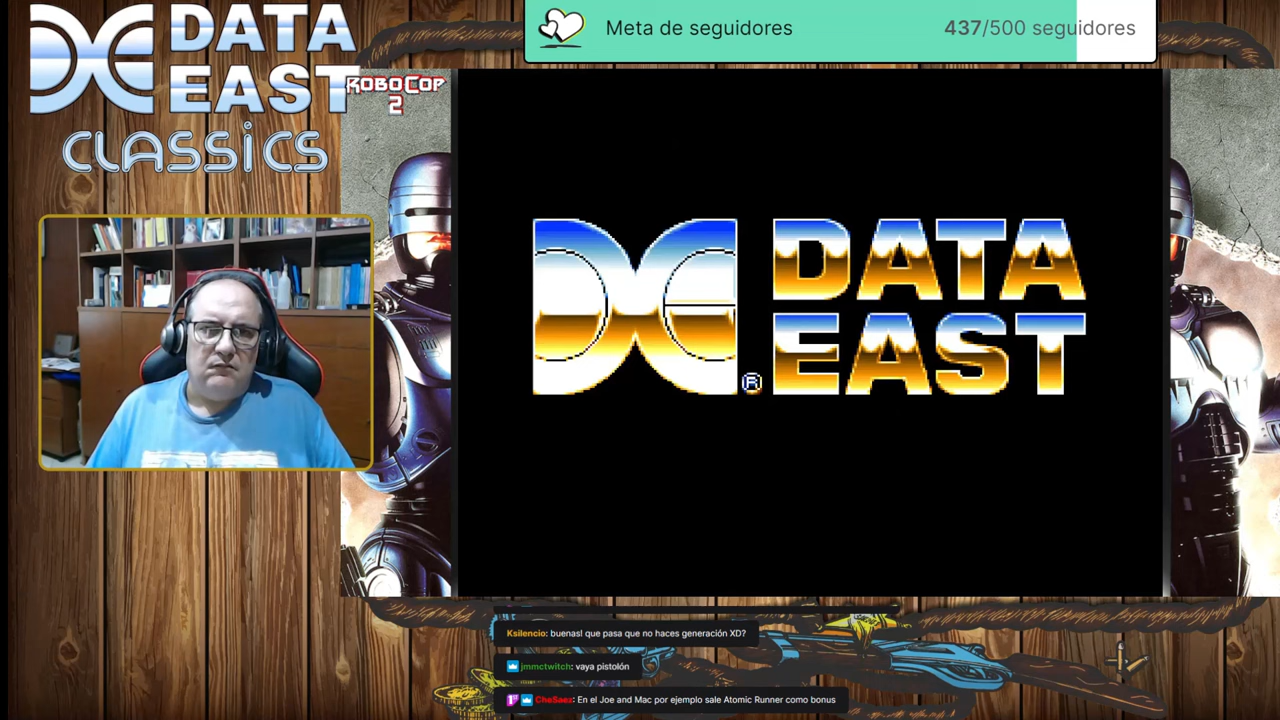 DATA
EAST
CLASSiCS
Meta de seguidores
437/500 seguidores
ROBOCOP
2
DATA
EAST
®
Ksilencio: buenas! que pasa que no haces generación XD?
jmmctwitch: vaya pistolón
CheSaez: En el Joe and Mac por ejemplo sale Atomic Runner como bonus